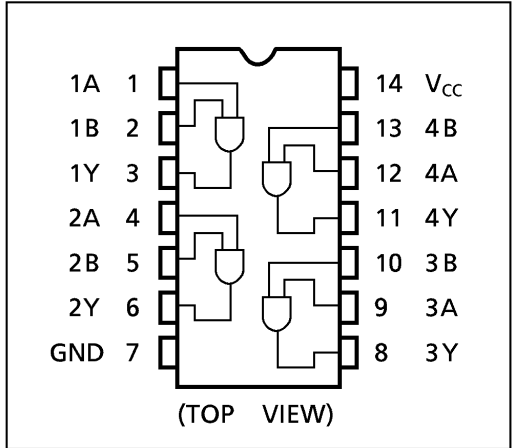 1A 1 14 VCC
1B 2 13 4B
1Y 3 12 4A
2A 4 11 4Y
2B 5 10 3B
2Y 6 9 3A
GND 7 8 3Y
(TOP VIEW)